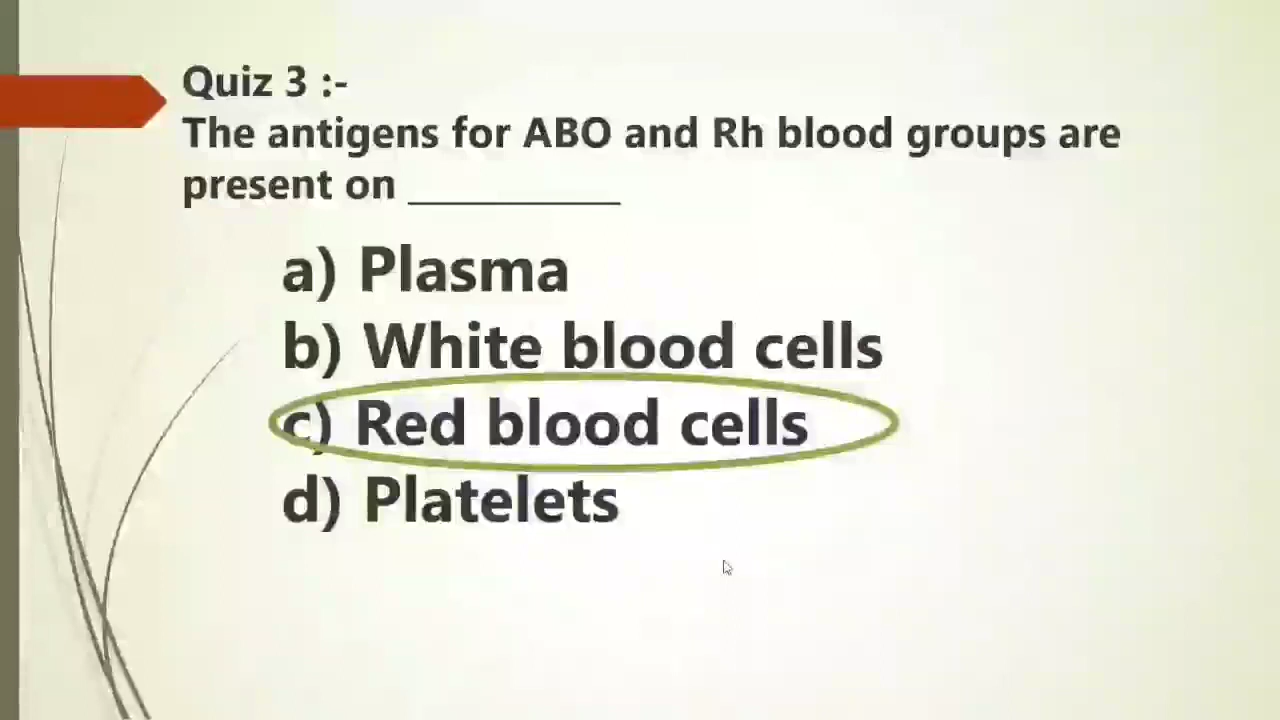 Quiz 3 :-
The antigens for ABO and Rh blood groups are
present on __________
a) Plasma
b) White blood cells
c) Red blood cells
d) Platelets